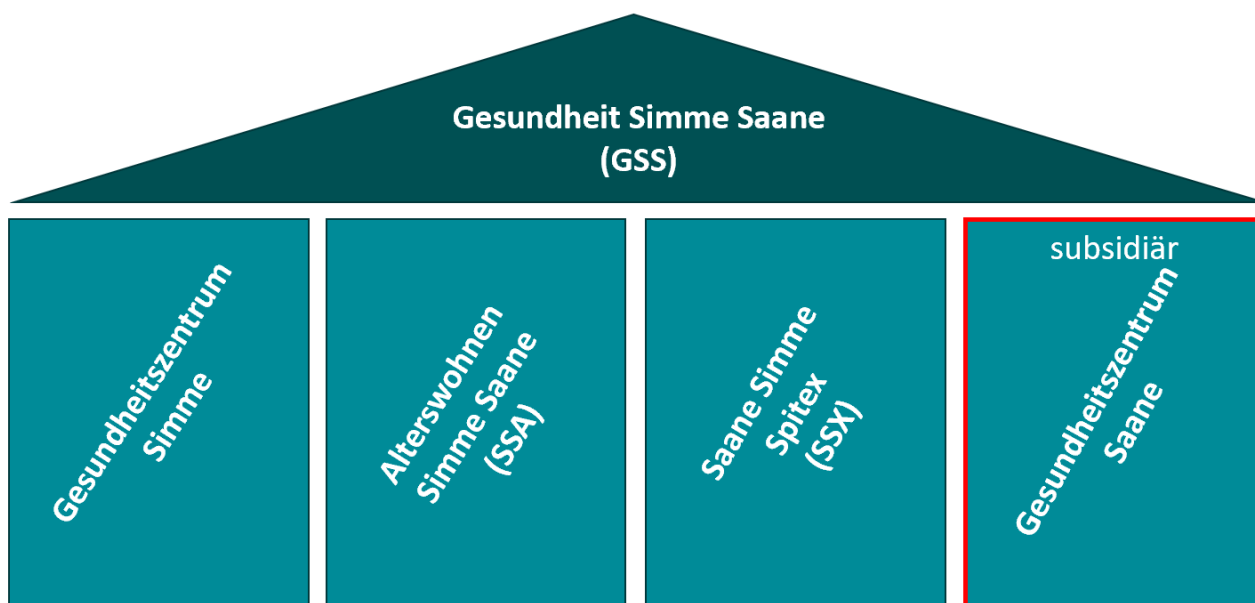 Gesundheit Simme Saane
(GSS)
Gesundheitszentrum
Simme
Alterswohnen
Simme Saane
(SSA)
Saane Simme
Spitex
(SSX)
subsidiär
Gesundheitszentrum
Saane